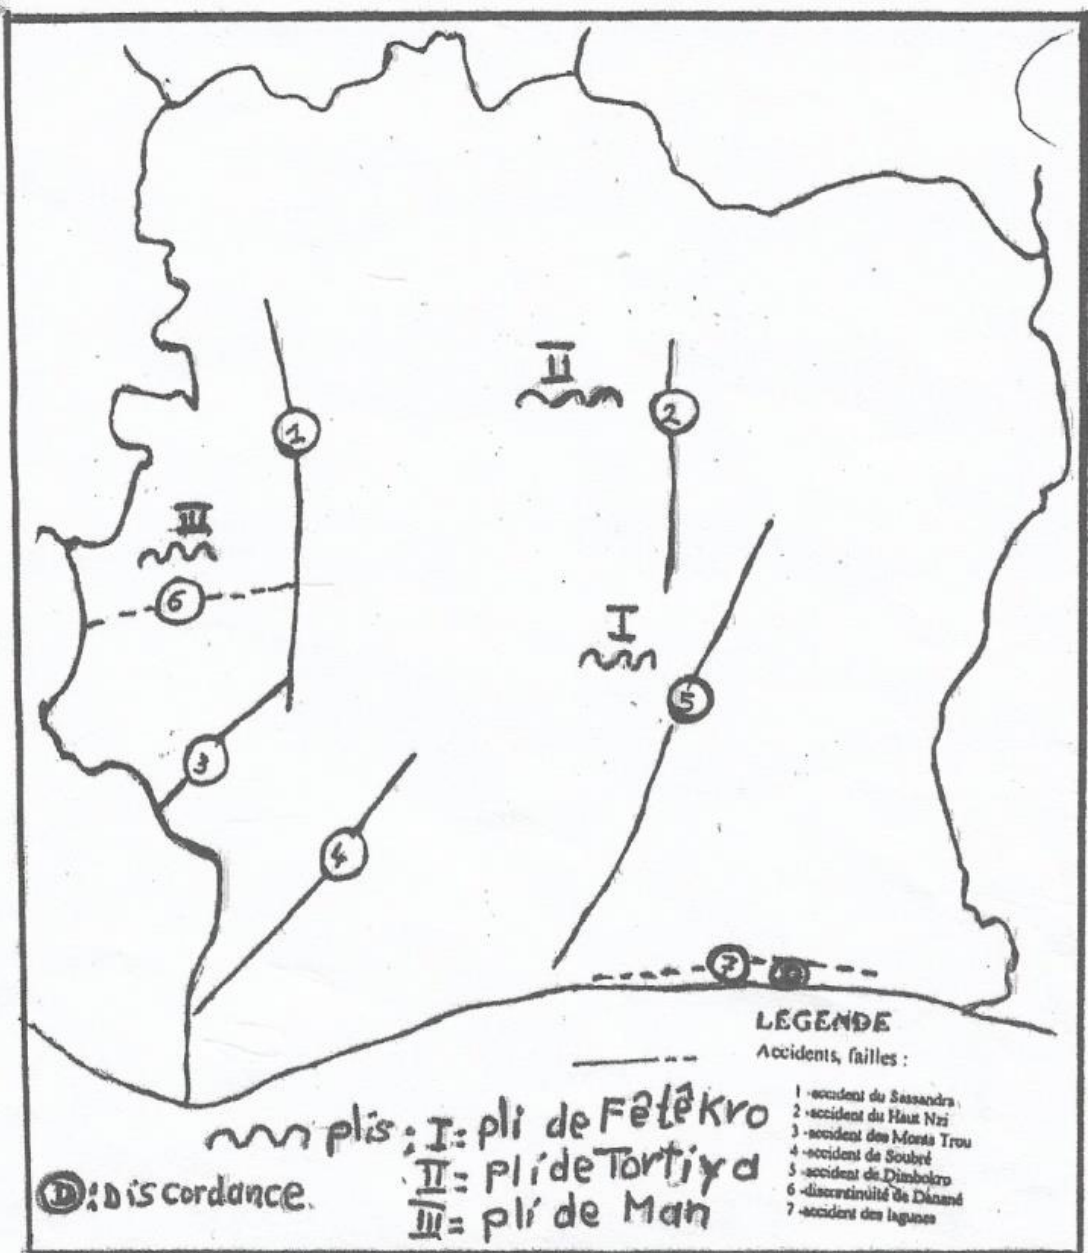 II
1
2
III
6
I
5
3
4
7
D
LEGENDE
Accidents, failles :
1 -accident du Sassandra
2 -accident du Haut Nzi
3 -accident des Monts Trou
4 -accident de Soubré
5 -accident de Dimbokro
6 -discontinuité de Danané
7 -accident des lagunes
plis : I = pli de Fêtêkro
II = pli de Tortiya
III = pli de Man
D : Discordance.